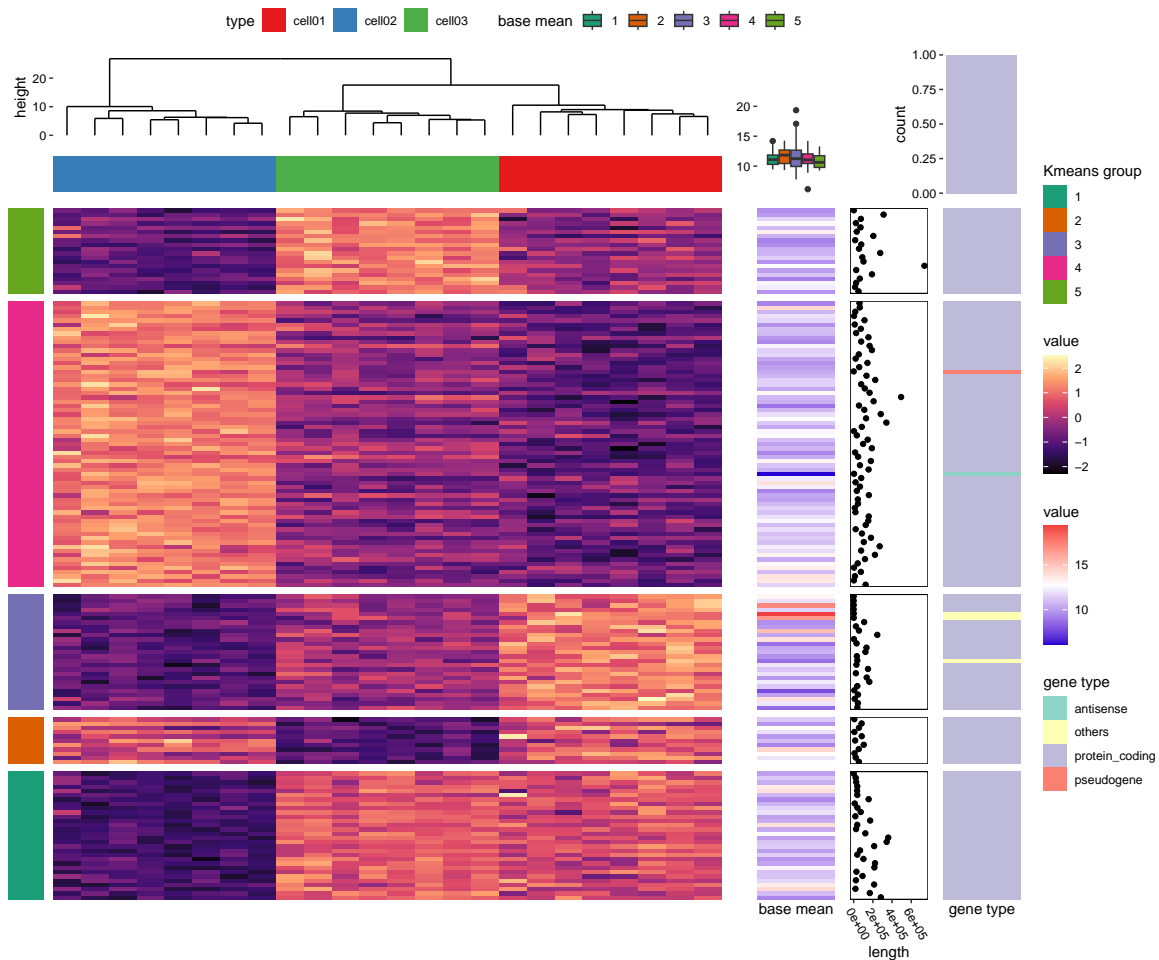 type cell01 cell02 cell03 base mean 1 2 3 4 5
height
20
10
0
20
15
10
count
1.00
0.75
0.50
0.25
0.00
Kmeans group
1
2
3
4
5
value
2
1
0
−1
−2
value
15
10
gene type
antisense
others
protein_coding
pseudogene
base mean
0e+00
2e+05
4e+05
6e+05
length
gene type